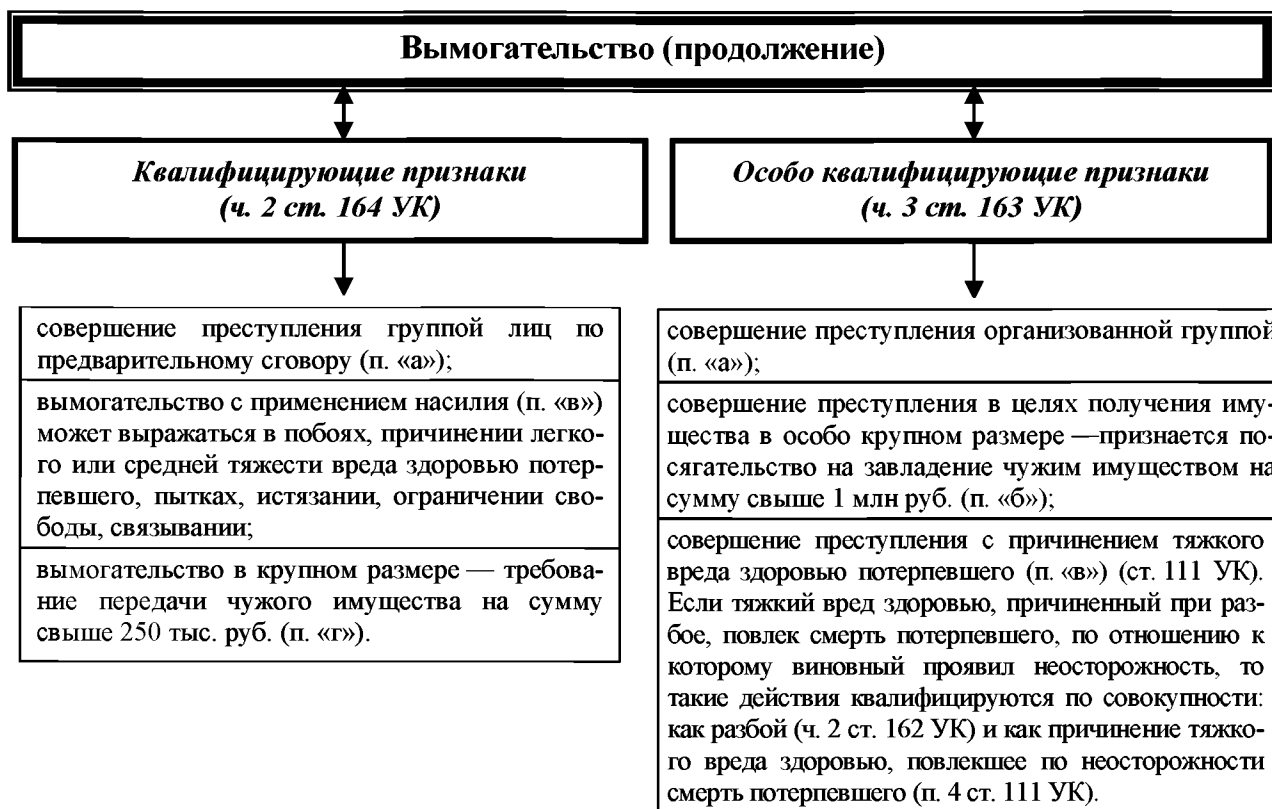 Вымогательство (продолжение)
Квалифицирующие признаки
(ч. 2 ст. 164 УК)
совершение преступления группой лиц по
предварительному сговору (п. «а»);
вымогательство с применением насилия (п. «в»)
может выражаться в побоях, причинении легко-
го или средней тяжести вреда здоровью потер-
певшего, пытках, истязании, ограничении сво-
боды, связывании;
вымогательство в крупном размере — требова-
ние передачи чужого имущества на сумму
свыше 250 тыс. руб. (п. «г»).
Особо квалифицирующие признаки
(ч. 3 ст. 163 УК)
совершение преступления организованной группой
(п. «а»);
совершение преступления в целях получения иму-
щества в особо крупном размере —признается по-
сягательство на завладение чужим имуществом на
сумму свыше 1 млн руб. (п. «б»);
совершение преступления с причинением тяжкого
вреда здоровью потерпевшего (п. «в») (ст. 111 УК).
Если тяжкий вред здоровью, причиненный при раз-
бое, повлек смерть потерпевшего, по отношению к
которому виновный проявил неосторожность, то
такие действия квалифицируются по совокупности:
как разбой (ч. 2 ст. 162 УК) и как причинение тяжко-
го вреда здоровью, повлекшее по неосторожности
смерть потерпевшего (п. 4 ст. 111 УК).